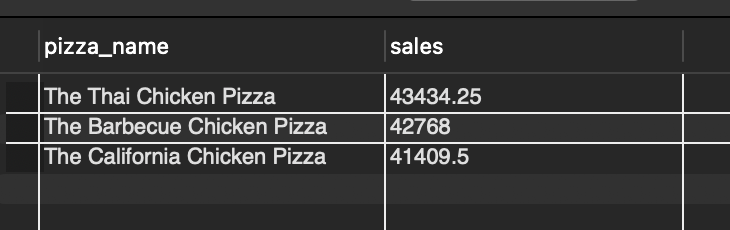 pizza_name sales
The Thai Chicken Pizza 43434.25
The Barbecue Chicken Pizza 42768
The California Chicken Pizza 41409.5